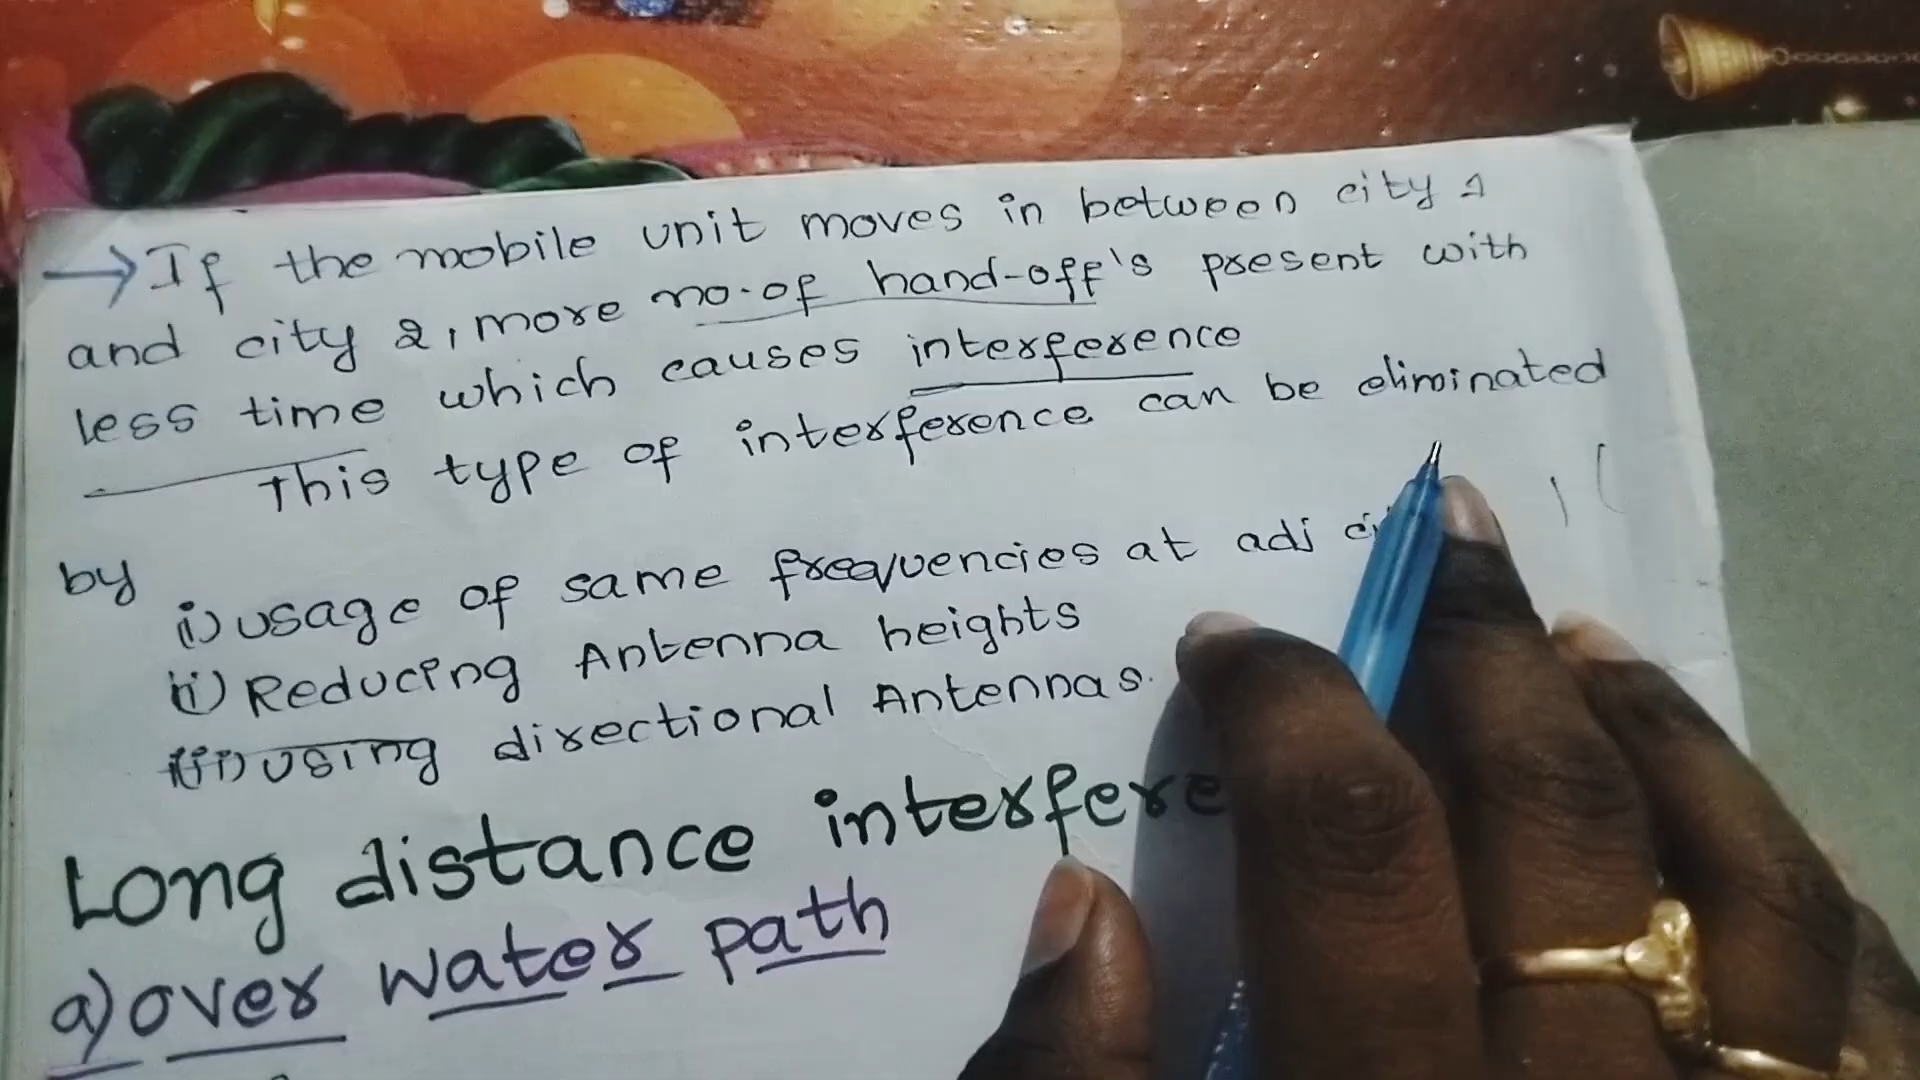 → If the mobile unit moves in between city 1
and city 2, more no. of hand-off's present with
less time which causes interference
This type of interference can be eliminated
by
i) usage of same frequencies at adj
ii) Reducing Antenna heights
iii) using directional Antennas.
Long distance
a) over water path